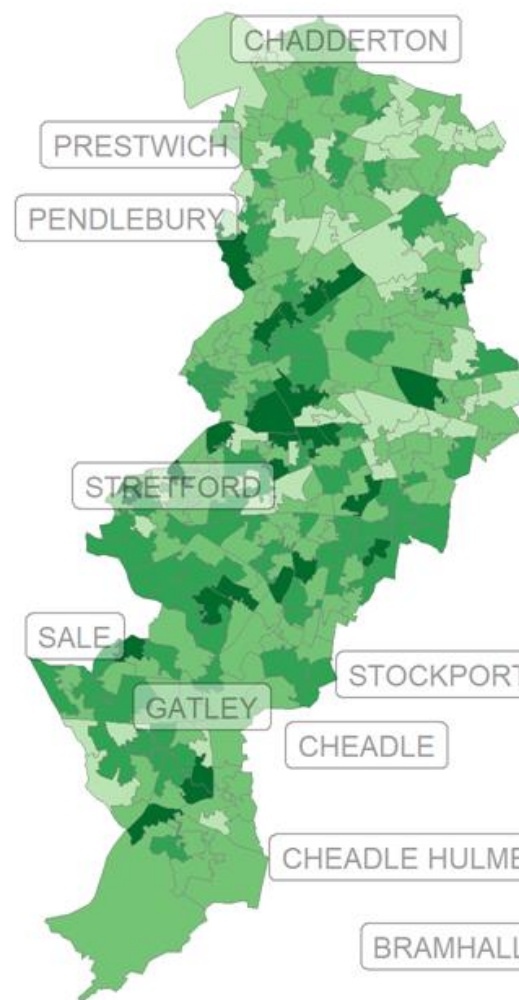 CHADDERTON
PRESTWICH
PENDLEBURY
STRETFORD
SALE
STOCKPORT
GATLEY
CHEADLE
CHEADLE HULME
BRAMHALL